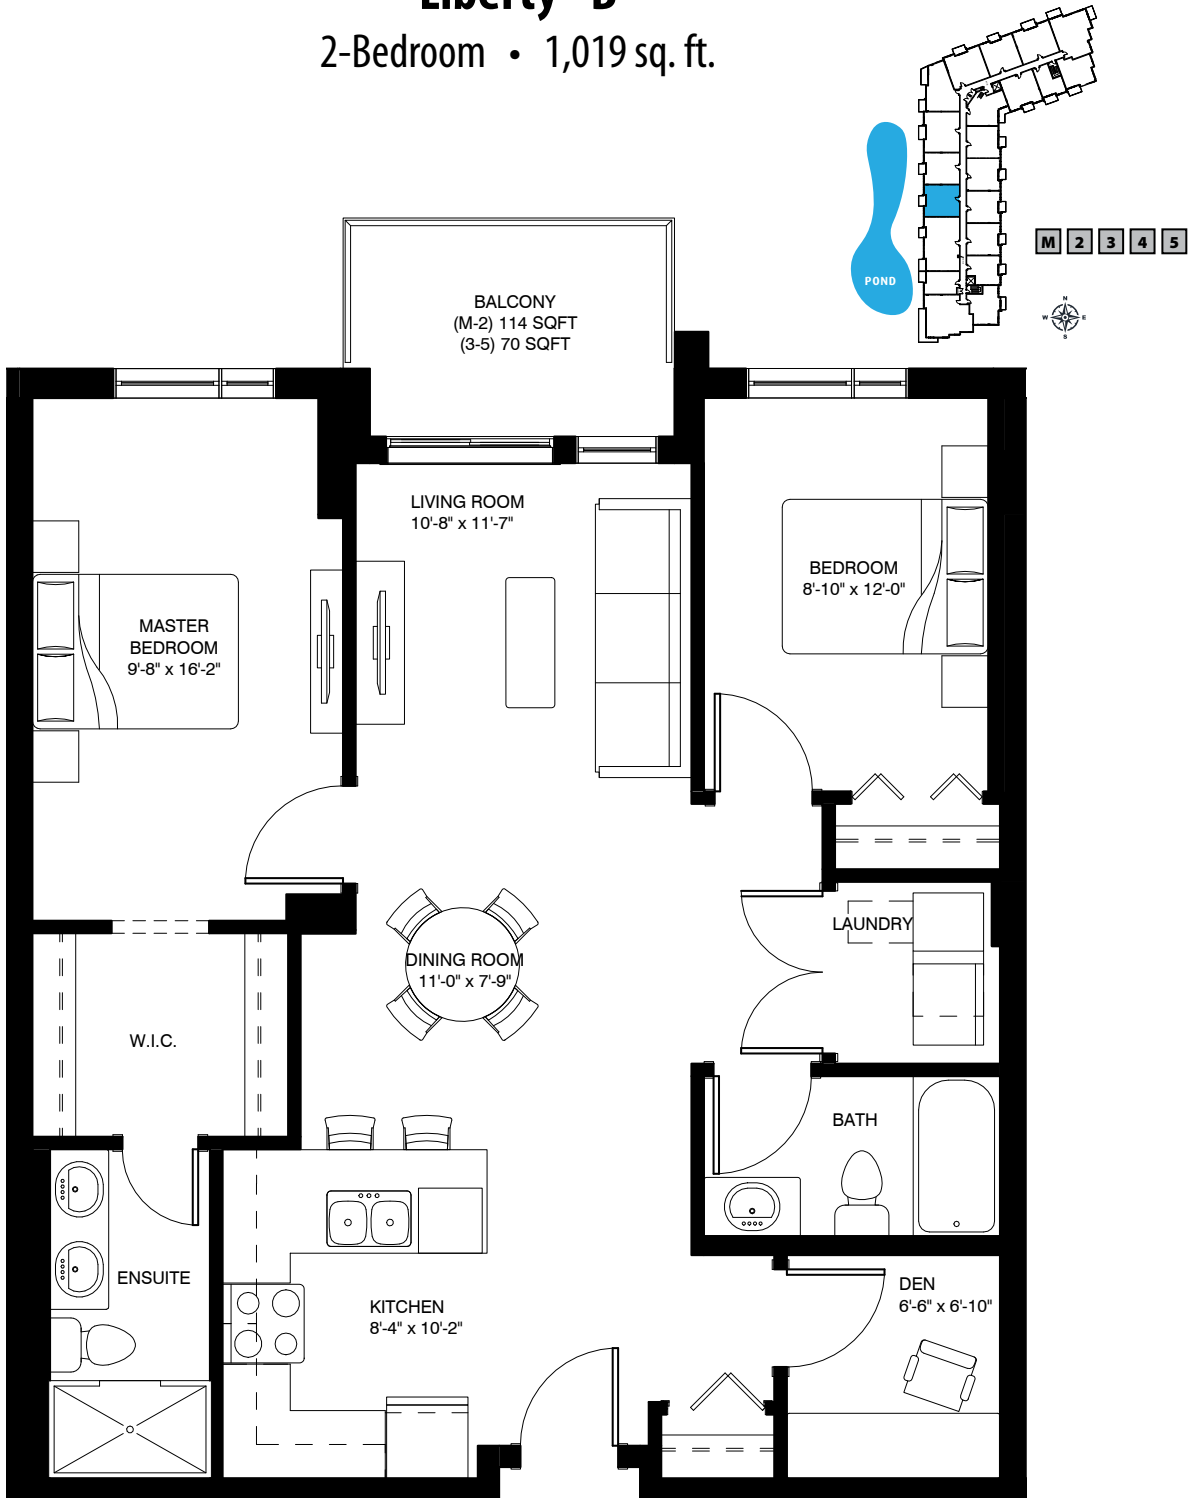 Liberty "B"
2-Bedroom • 1,019 sq. ft.
POND
M 2 3 4 5
N
W E
S
BALCONY
(M-2) 114 SQFT
(3-5) 70 SQFT
LIVING ROOM
10'-8" x 11'-7"
BEDROOM
8'-10" x 12'-0"
MASTER
BEDROOM
9'-8" x 16'-2"
LAUNDRY
DINING ROOM
11'-0" x 7'-9"
W.I.C.
BATH
ENSUITE
DEN
6'-6" x 6'-10"
KITCHEN
8'-4" x 10'-2"